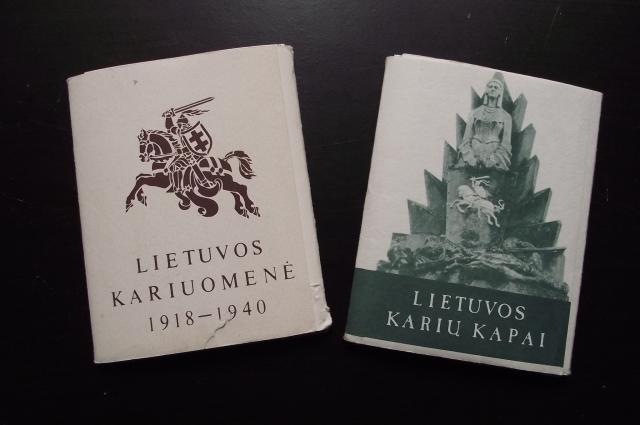 LIETUVOS
KARIUOMENĖ
1918–1940
LIETUVOS
KARIŲ KAPAI